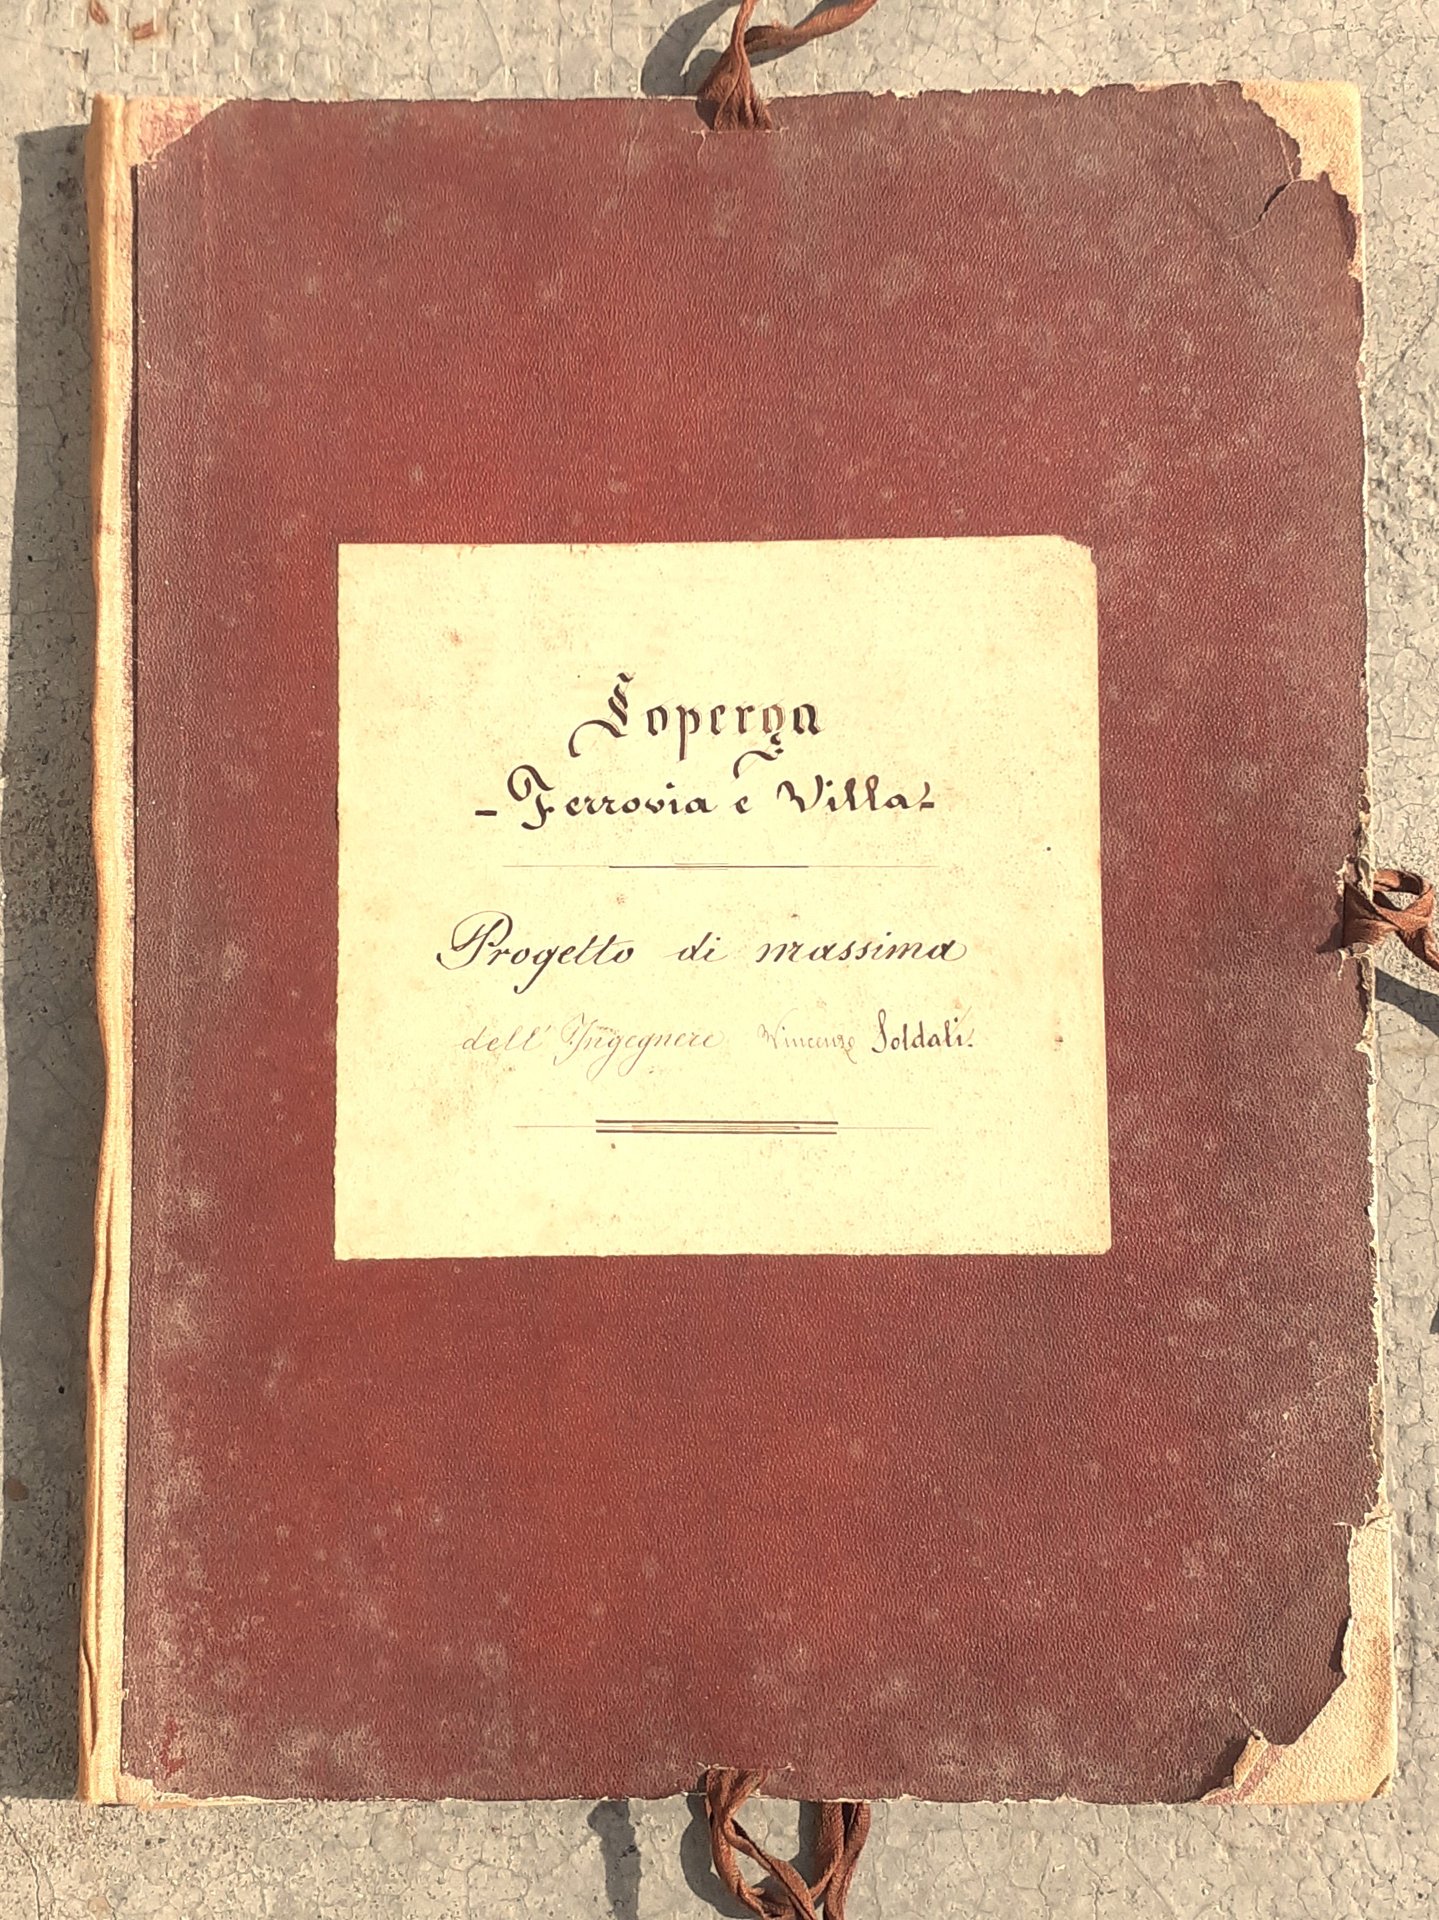 Soperga
- Ferrovia e Villa -
Progetto di massima
dell' Ingegnere Vincenzo Soldati.